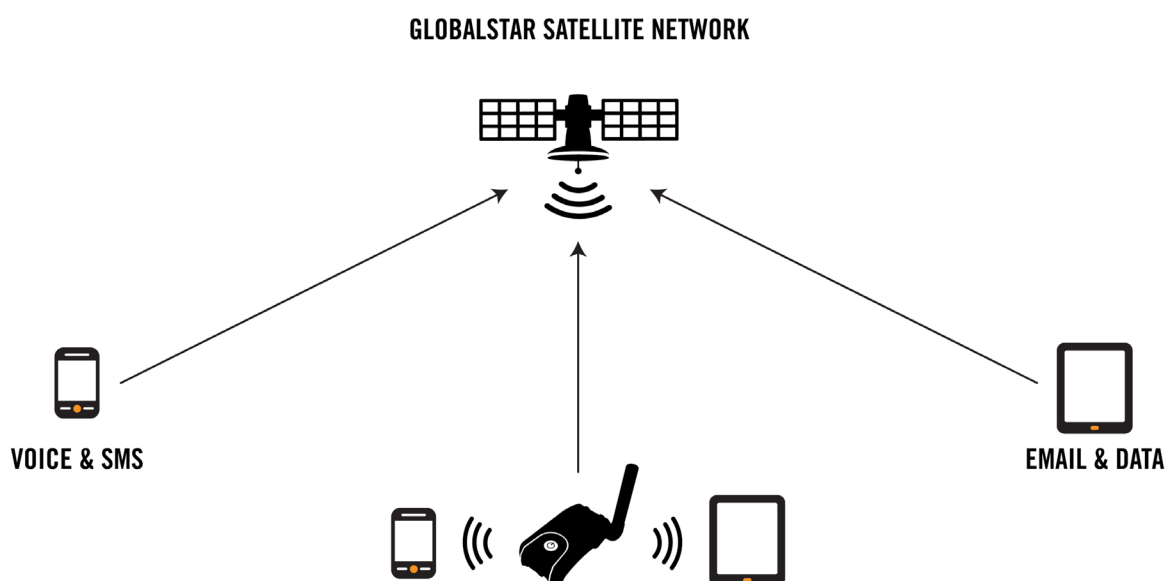 GLOBALSTAR SATELLITE NETWORK
VOICE & SMS
EMAIL & DATA